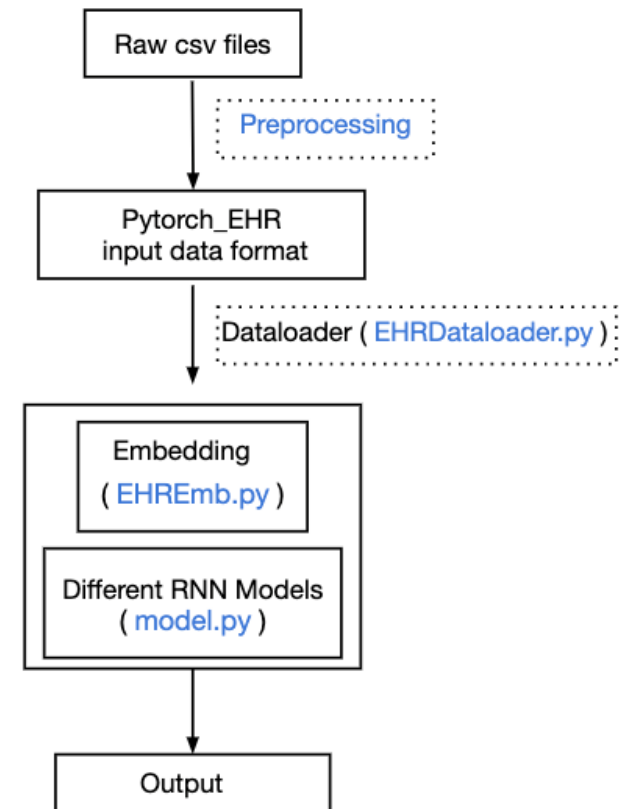 Raw csv files
Preprocessing
Pytorch_EHR
input data format
Dataloader ( EHRDataloader.py )
Embedding
( EHREmb.py )
Different RNN Models
( model.py )
Output